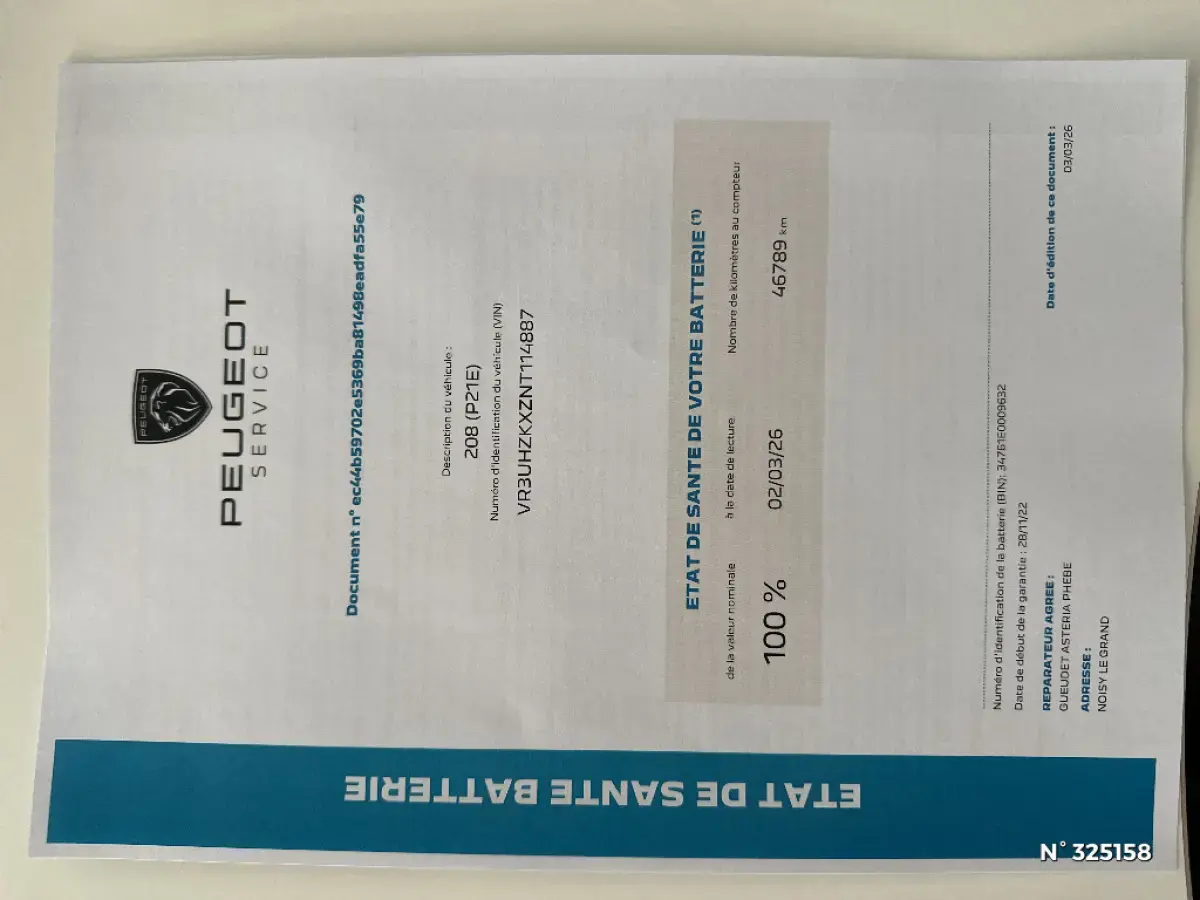 PEUGEOT
PEUGEOT
SERVICE
Document n° ec44b59702e5369ba81498eadfa55e79
Description du véhicule :
208 (P21E)
Numéro d'identification du véhicule (VIN)
VR3UHZKXZNT114887
ETAT DE SANTE DE VOTRE BATTERIE (1)
de la valeur nominale à la date de lecture Nombre de kilomètres au compteur
100 % 02/03/26 46789 km
Numéro d'identification de la batterie (BIN): 34761E0009632
Date de début de la garantie : 28/11/22
REPARATEUR AGREE : Date d'édition de ce document :
GUEUDET ASTERIA PHEBE 03/03/26
ADRESSE :
NOISY LE GRAND
ETAT DE SANTE BATTERIE
N° 325158